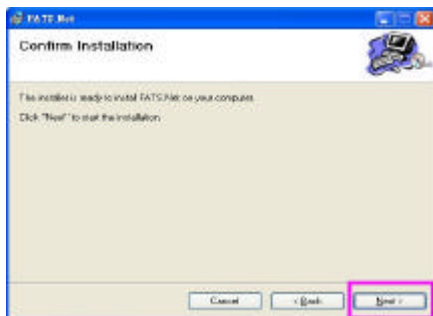 FATS.Net
Confirm Installation
The installer is ready to install FATS.Net on your computer.
Click "Next" to start the installation.
Cancel
< Back
Next >